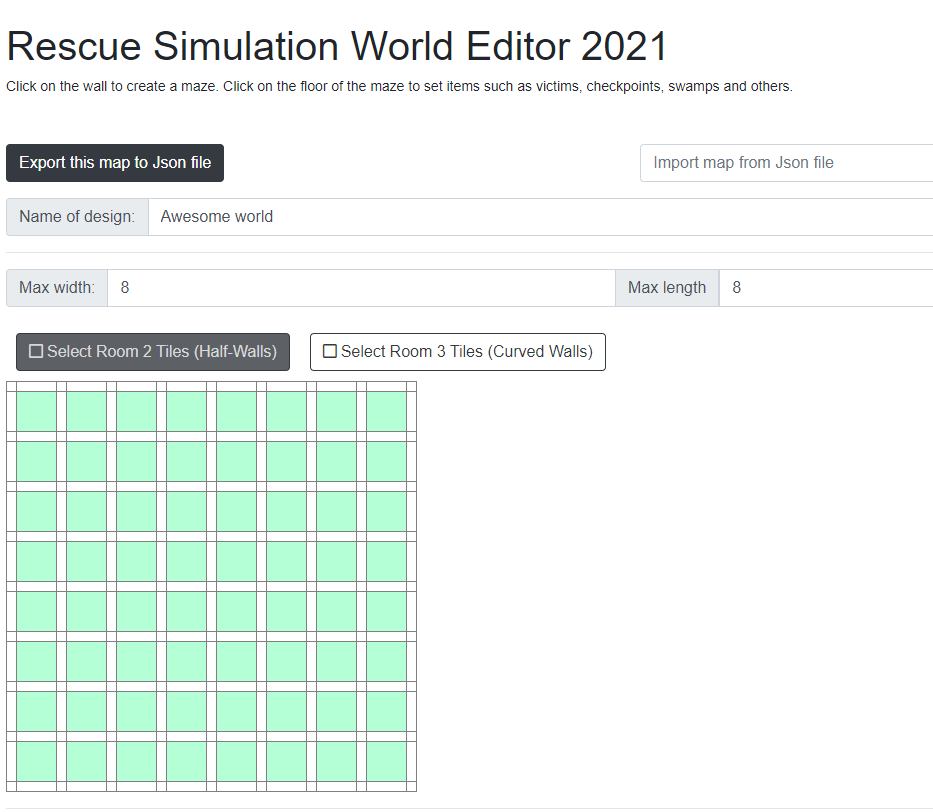 Rescue Simulation World Editor 2021
Click on the wall to create a maze. Click on the floor of the maze to set items such as victims, checkpoints, swamps and others.
Export this map to Json file
Import map from Json file
Name of design: Awesome world
Max width: 8 Max length 8
Select Room 2 Tiles (Half-Walls) Select Room 3 Tiles (Curved Walls)